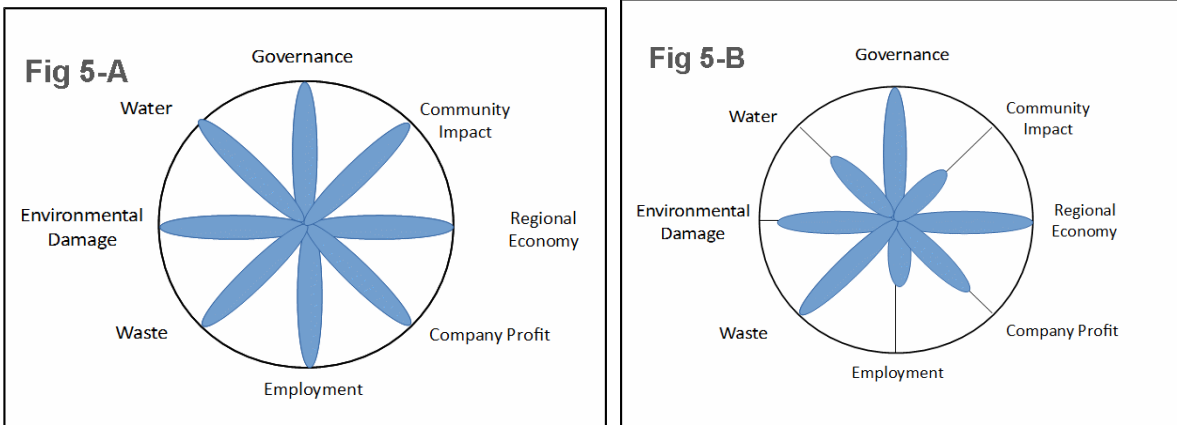 Fig 5-A
Governance
Water
Community
Impact
Environmental
Damage
Regional
Economy
Waste
Company Profit
Employment
Fig 5-B
Governance
Water
Community
Impact
Environmental
Damage
Regional
Economy
Waste
Company Profit
Employment